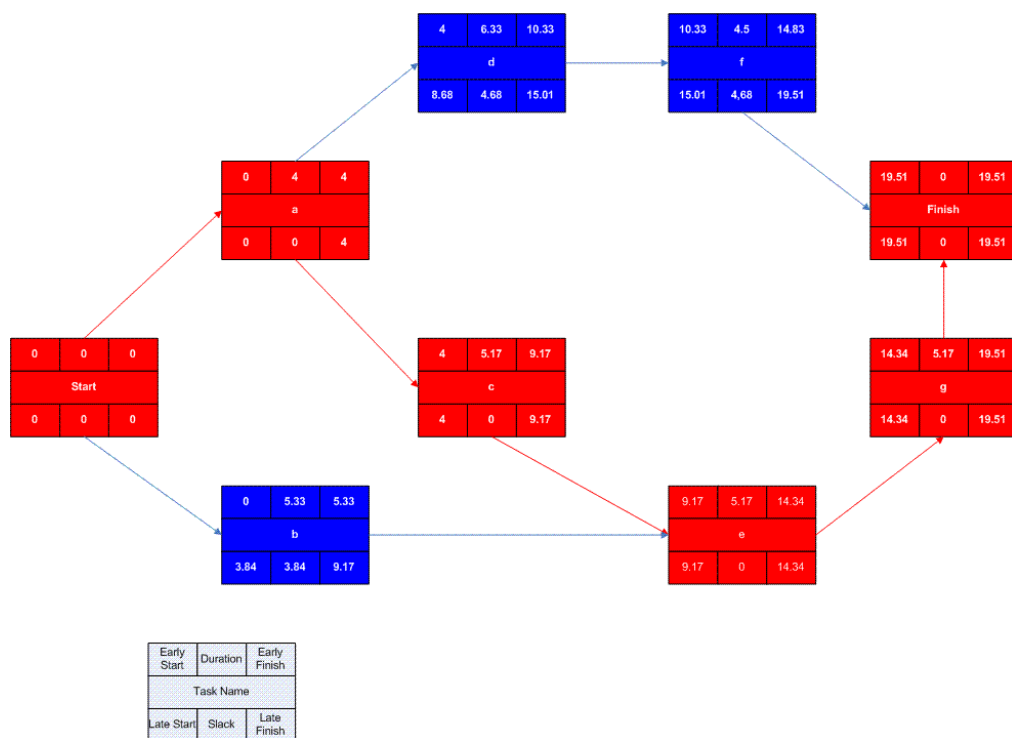 4 6.33 10.33
d
8.68 4.68 15.01
10.33 4.5 14.83
f
15.01 4,68 19.51
0 4 4
a
0 0 4
19.51 0 19.51
Finish
19.51 0 19.51
0 0 0
Start
0 0 0
4 5.17 9.17
c
4 0 9.17
14.34 5.17 19.51
g
14.34 0 19.51
0 5.33 5.33
b
3.84 3.84 9.17
9.17 5.17 14.34
e
9.17 0 14.34
Early
Start
Duration
Early
Finish
Task Name
Late Start
Slack
Late
Finish